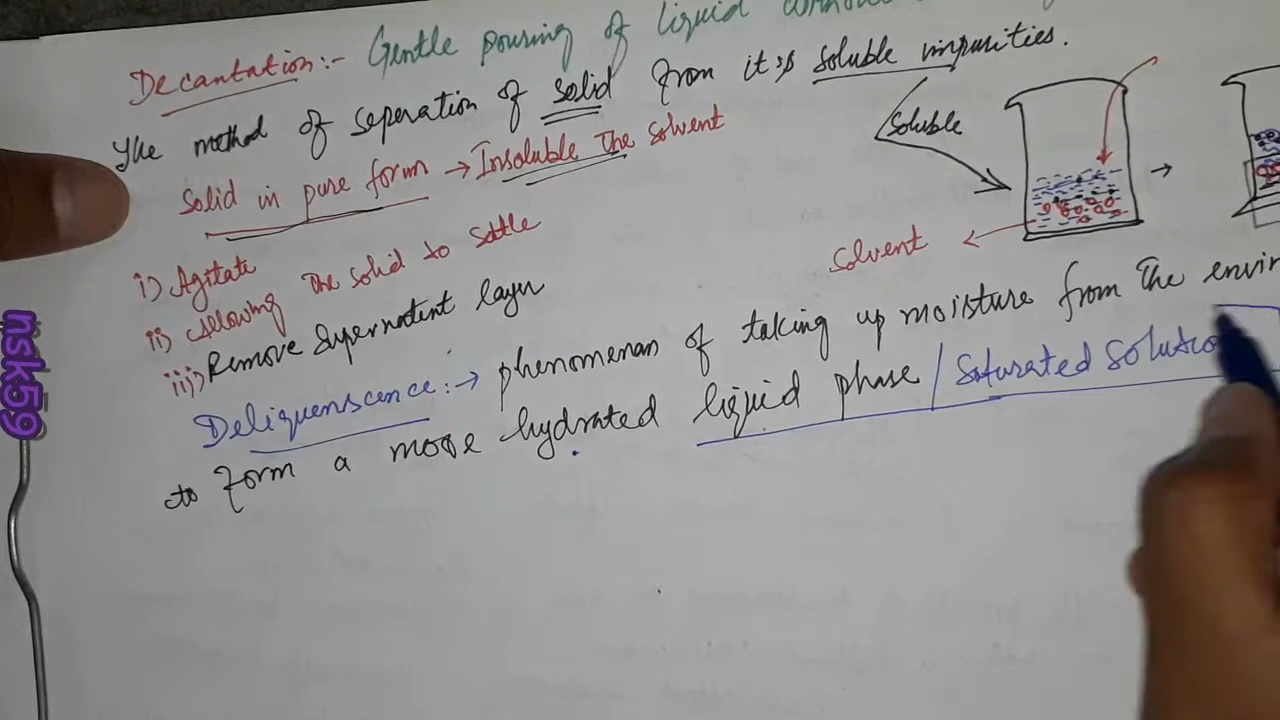 Decantation:- Gentle pouring of liquid
The method of seperation of solid from it's soluble impurities.
Solid in pure form → Insoluble The solvent
Soluble
i) Agitate
ii) Allowing The solid to settle
solvent
iii) Remove Supernatent layer
Deliquenscence:→ phenomenan of taking up moisture from The envir
to form a more hydrated liquid phase / Saturated Solutio
nsk59